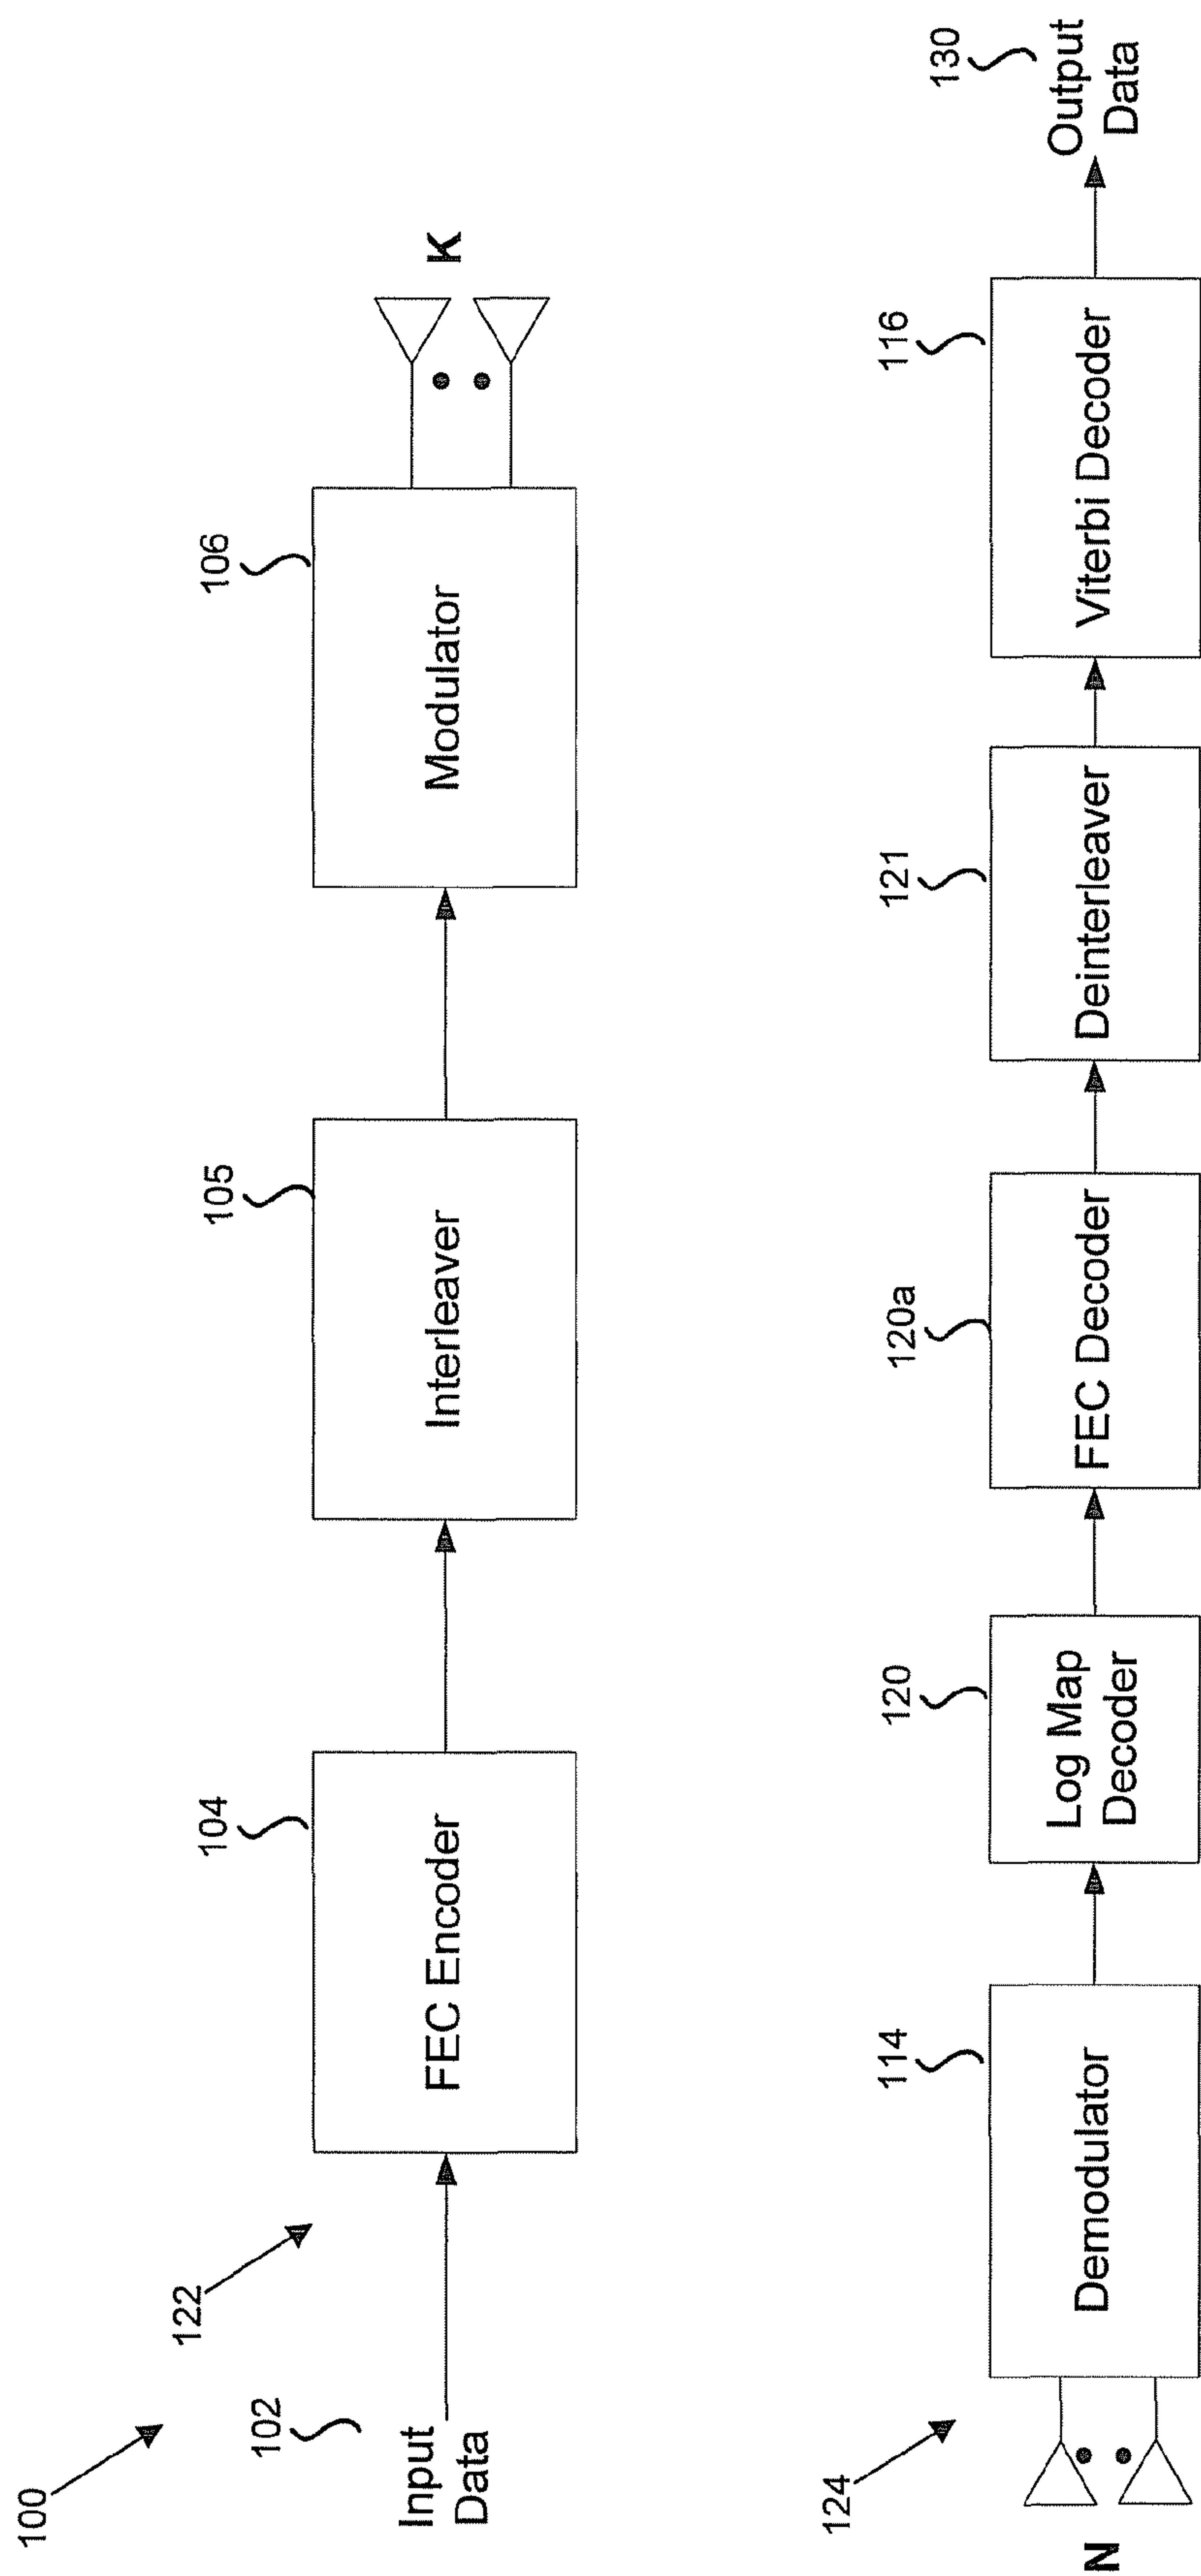 100
122
102
Input
Data
104
FEC Encoder
105
Interleaver
106
Modulator
K
124
N
114
Demodulator
120
Log Map
Decoder
120a
FEC Decoder
121
Deinterleaver
116
Viterbi Decoder
130
Output
Data